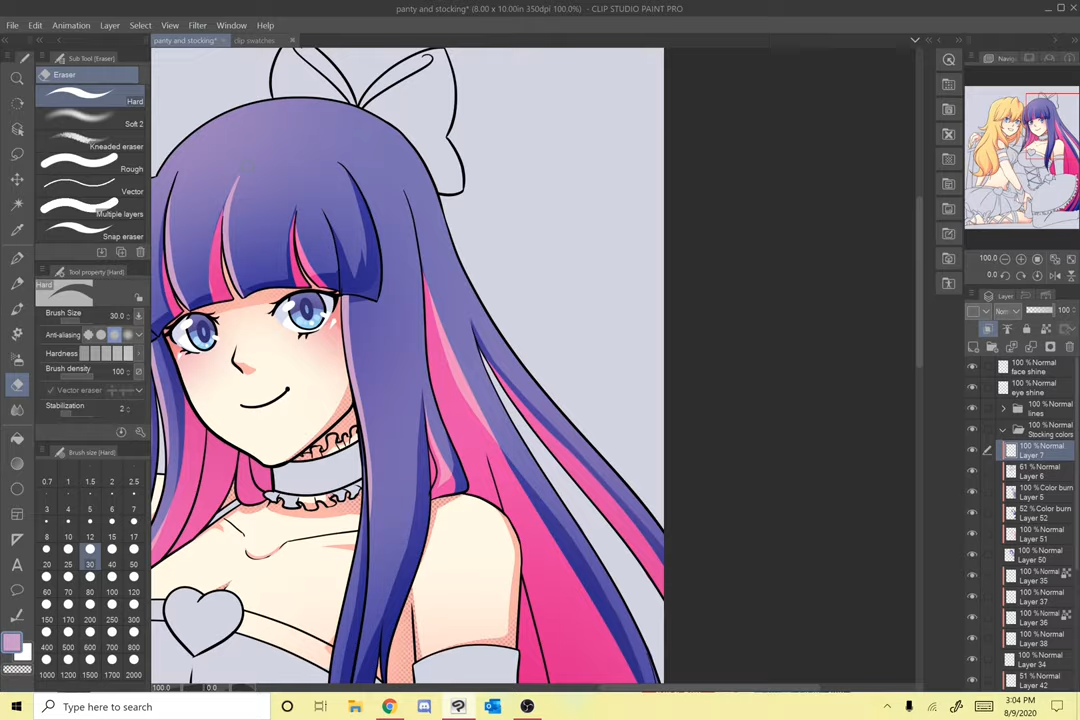 panty and stocking* (8.00 x 10.00in 350dpi 100.0%) - CLIP STUDIO PAINT PRO
File Edit Animation Layer Select View Filter Window Help
panty and stocking* clip swatches
Sub Tool [Eraser]
Eraser
Hard
Soft 2
Kneaded eraser
Rough
Vector
Multiple layers
Snap eraser
Tool property [Hard]
Hard
Brush Size 30.0
Anti-aliasing
Hardness
Brush density 100
Vector eraser
Stabilization 2
Brush size [Hard]
0.7 1 1.5 2 2.5
3 4 5 6 7
8 10 12 15 17
20 25 30 40 50
60 70 80 100 120
150 170 200 250 300
400 500 600 700 800
1000 1200 1500 1700 2000
100.0 0.0
Navig
100.0
0.0
Layer
Norm 100
100 % Normal
face shine
100 % Normal
eye shine
100 % Normal
lines
100 % Normal
Stocking colors
100 % Normal
Layer 7
61 % Normal
Layer 6
100 % Color burn
Layer 5
52 % Color burn
Layer 52
100 % Normal
Layer 51
100 % Normal
Layer 50
100 % Normal
Layer 35
100 % Normal
Layer 37
100 % Normal
Layer 36
100 % Normal
Layer 38
100 % Normal
Layer 34
51 % Normal
Layer 42
Type here to search
3:04 PM
8/9/2020